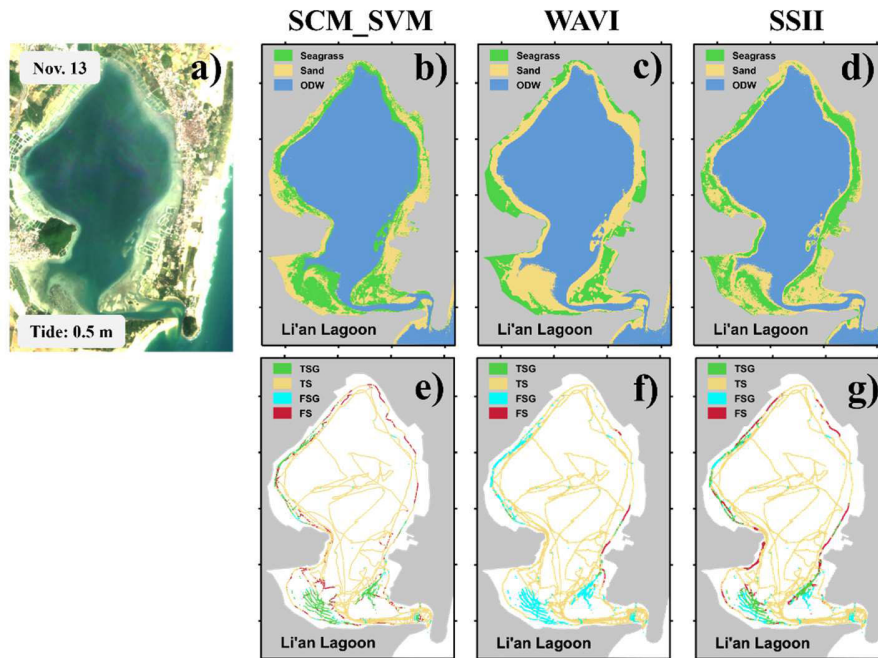 SCM_SVM WAVI SSII
Nov. 13
a)
Tide: 0.5 m
b)
Seagrass
Sand
ODW
Li'an Lagoon
c)
Seagrass
Sand
ODW
Li'an Lagoon
d)
Seagrass
Sand
ODW
Li'an Lagoon
e)
TSG
TS
FSG
FS
Li'an Lagoon
f)
TSG
TS
FSG
FS
Li'an Lagoon
g)
TSG
TS
FSG
FS
Li'an Lagoon